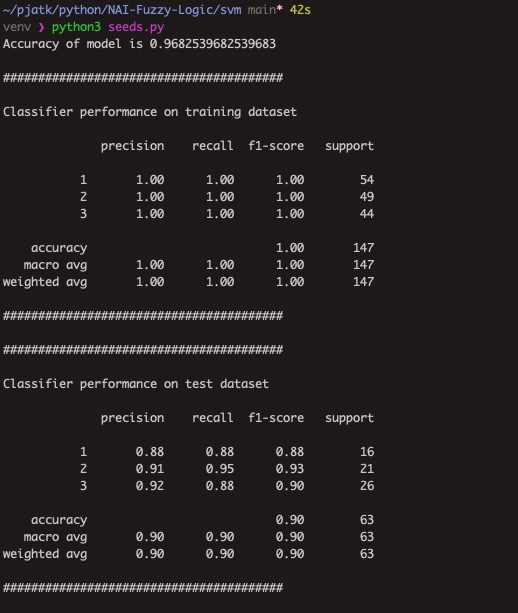 ~/pjatk/python/NAI-Fuzzy-Logic/svm main* 42s
venv ❯ python3 seeds.py
Accuracy of model is 0.9682539682539683
########################################
Classifier performance on training dataset
precision recall f1-score support
1 1.00 1.00 1.00 54
2 1.00 1.00 1.00 49
3 1.00 1.00 1.00 44
accuracy 1.00 147
macro avg 1.00 1.00 1.00 147
weighted avg 1.00 1.00 1.00 147
########################################
########################################
Classifier performance on test dataset
precision recall f1-score support
1 0.88 0.88 0.88 16
2 0.91 0.95 0.93 21
3 0.92 0.88 0.90 26
accuracy 0.90 63
macro avg 0.90 0.90 0.90 63
weighted avg 0.90 0.90 0.90 63
########################################